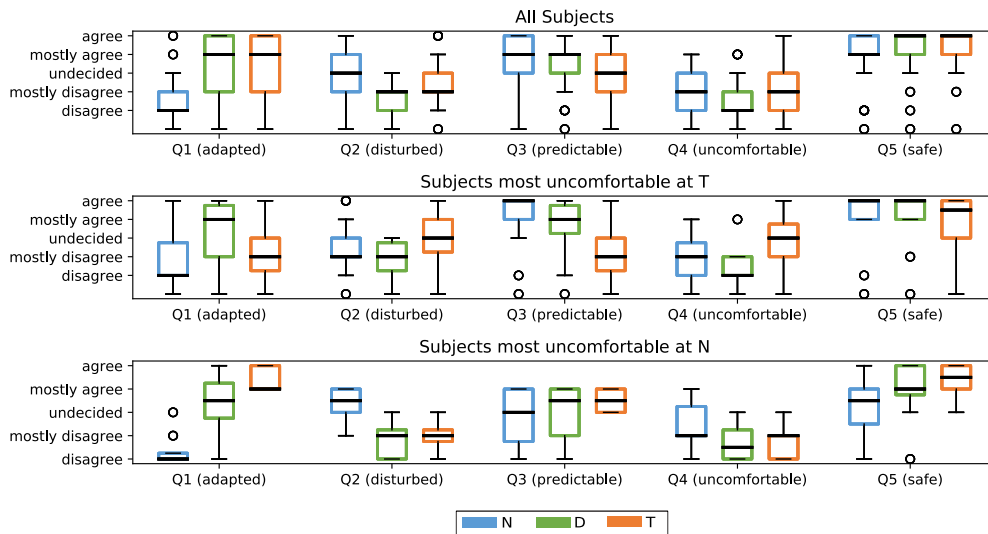 All Subjects
agree
mostly agree
undecided
mostly disagree
disagree
Q1 (adapted) Q2 (disturbed) Q3 (predictable) Q4 (uncomfortable) Q5 (safe)
Subjects most uncomfortable at T
agree
mostly agree
undecided
mostly disagree
disagree
Q1 (adapted) Q2 (disturbed) Q3 (predictable) Q4 (uncomfortable) Q5 (safe)
Subjects most uncomfortable at N
agree
mostly agree
undecided
mostly disagree
disagree
Q1 (adapted) Q2 (disturbed) Q3 (predictable) Q4 (uncomfortable) Q5 (safe)
N D T